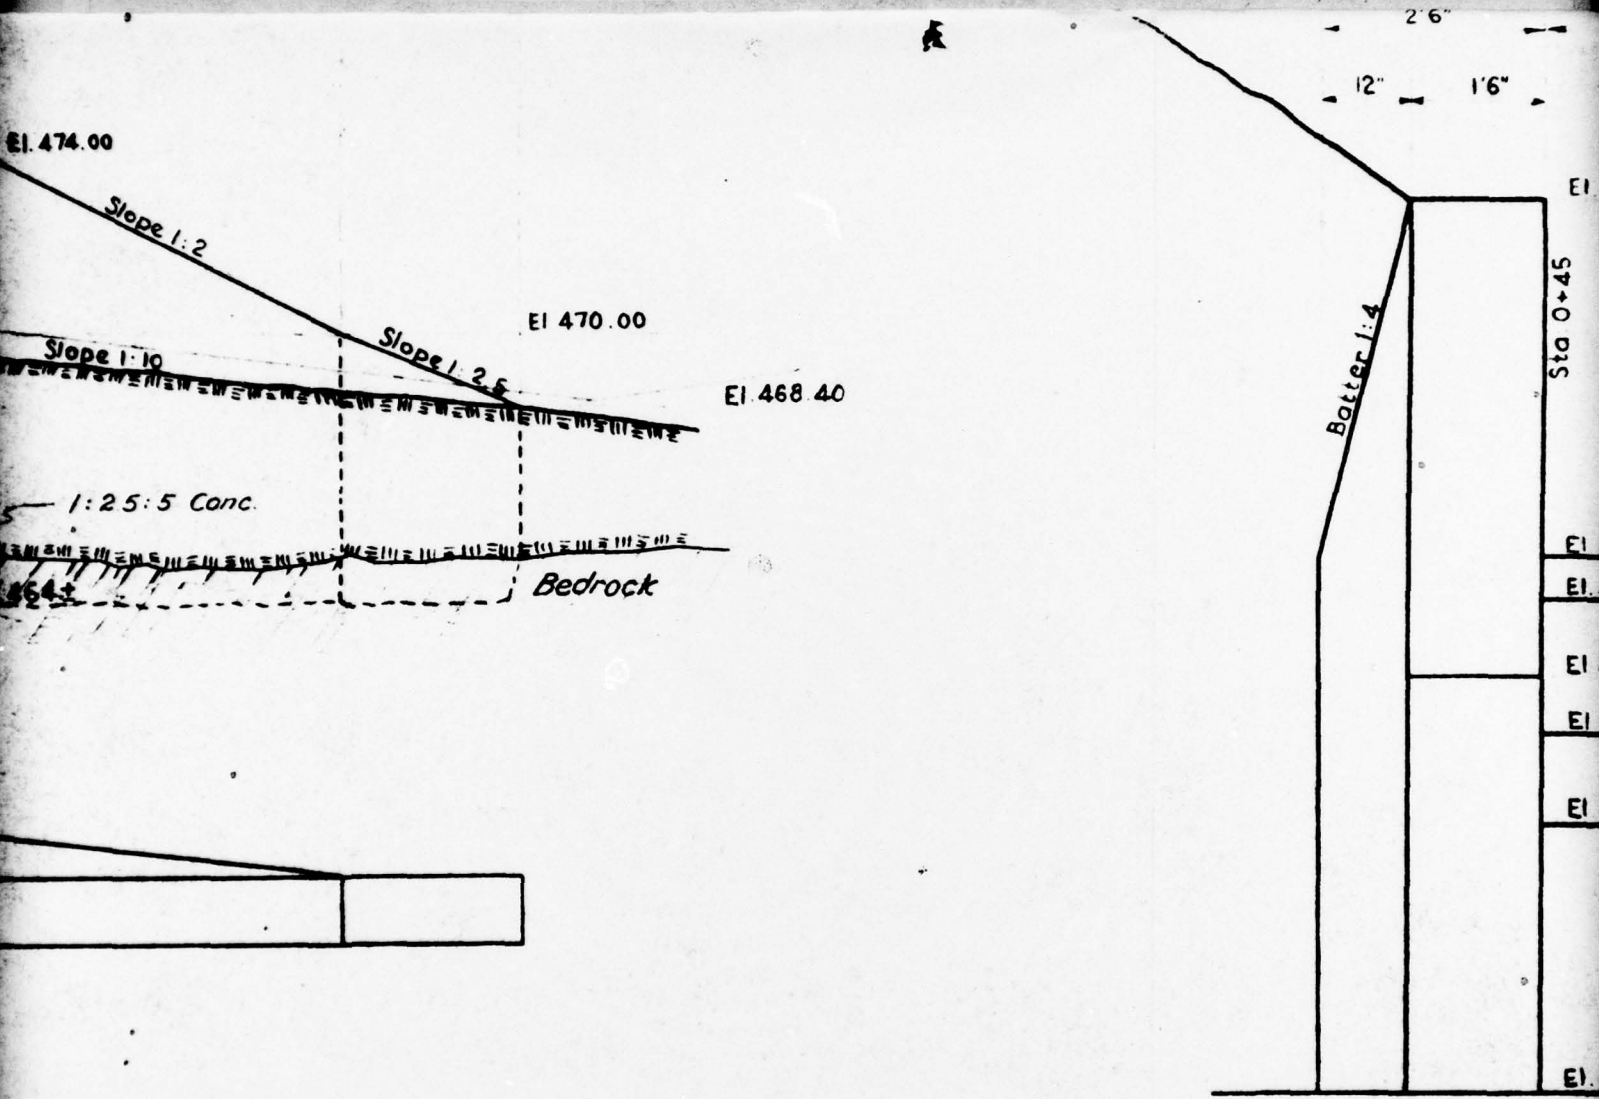 2'6"
12" 1'6"
El. 474.00
Slope 1:2
El 470.00
Slope 1:10
Slope 1:2.5
El. 468.40
1:2.5:5 Conc.
464±
Bedrock
Batter 1:4
Sta 0+45
El.
El
El.
El
El
El
El.